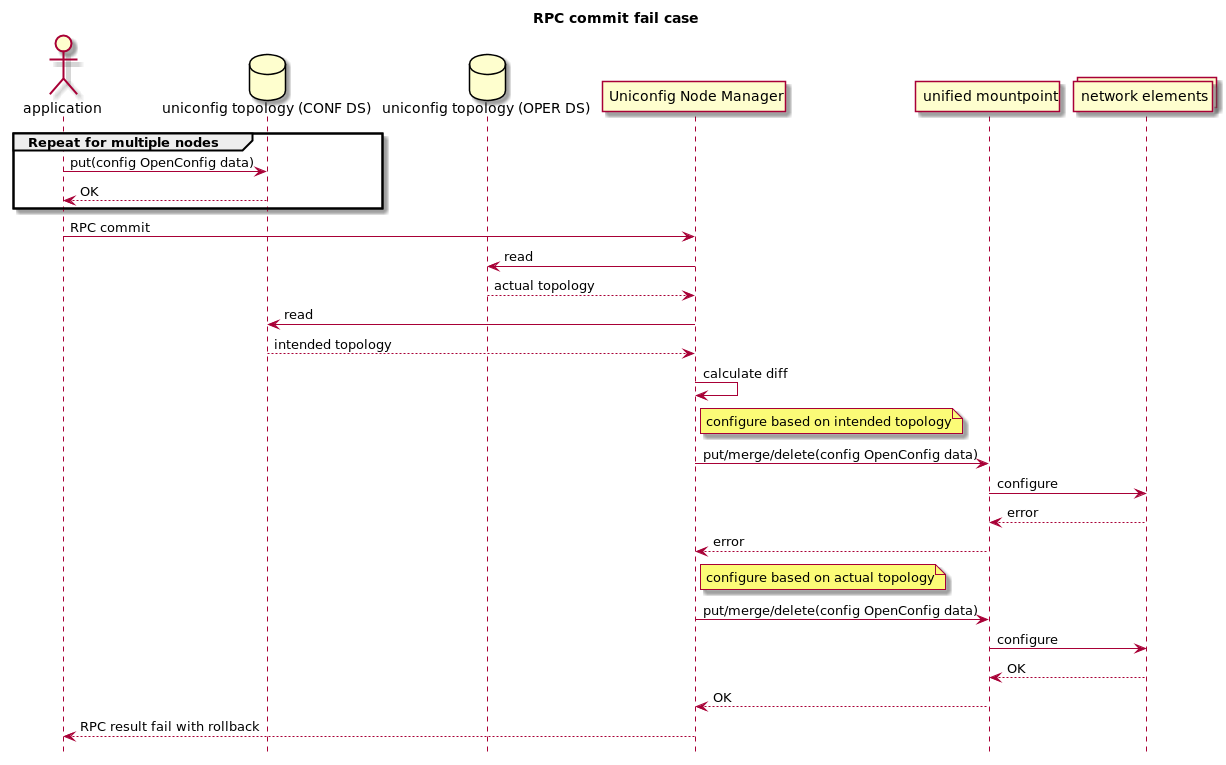 RPC commit fail case
application
uniconfig topology (CONF DS)
uniconfig topology (OPER DS)
Uniconfig Node Manager
unified mountpoint
network elements
Repeat for multiple nodes
put(config OpenConfig data)
OK
RPC commit
read
actual topology
read
intended topology
calculate diff
configure based on intended topology
put/merge/delete(config OpenConfig data)
configure
error
error
configure based on actual topology
put/merge/delete(config OpenConfig data)
configure
OK
OK
RPC result fail with rollback